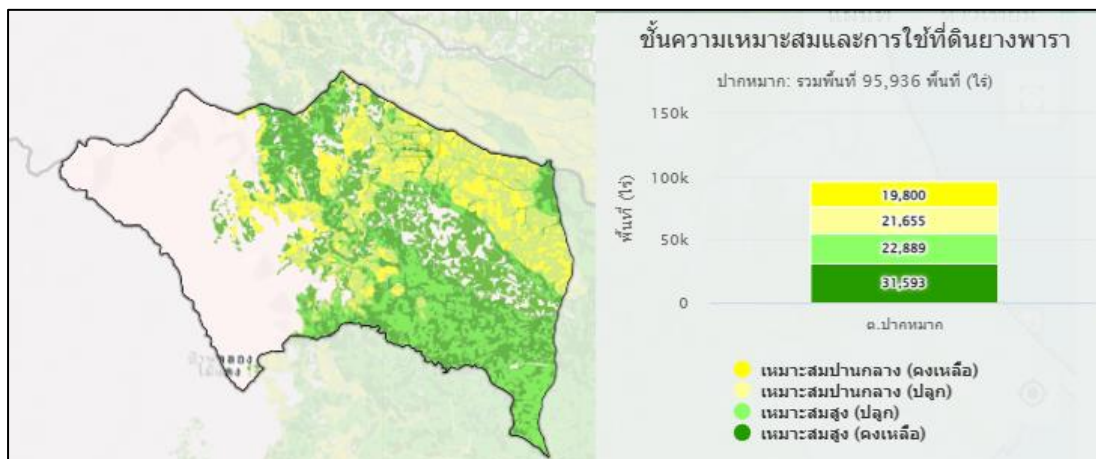 ชั้นความเหมาะสมและการใช้ที่ดินยางพารา
ปากหมาก: รวมพื้นที่ 95,936 พื้นที่ (ไร่)
150k
100k
50k
0
พื้นที่ (ไร่)
19,800
21,655
22,889
31,593
ต.ปากหมาก
เหมาะสมปานกลาง (คงเหลือ)
เหมาะสมปานกลาง (ปลูก)
เหมาะสมสูง (ปลูก)
เหมาะสมสูง (คงเหลือ)